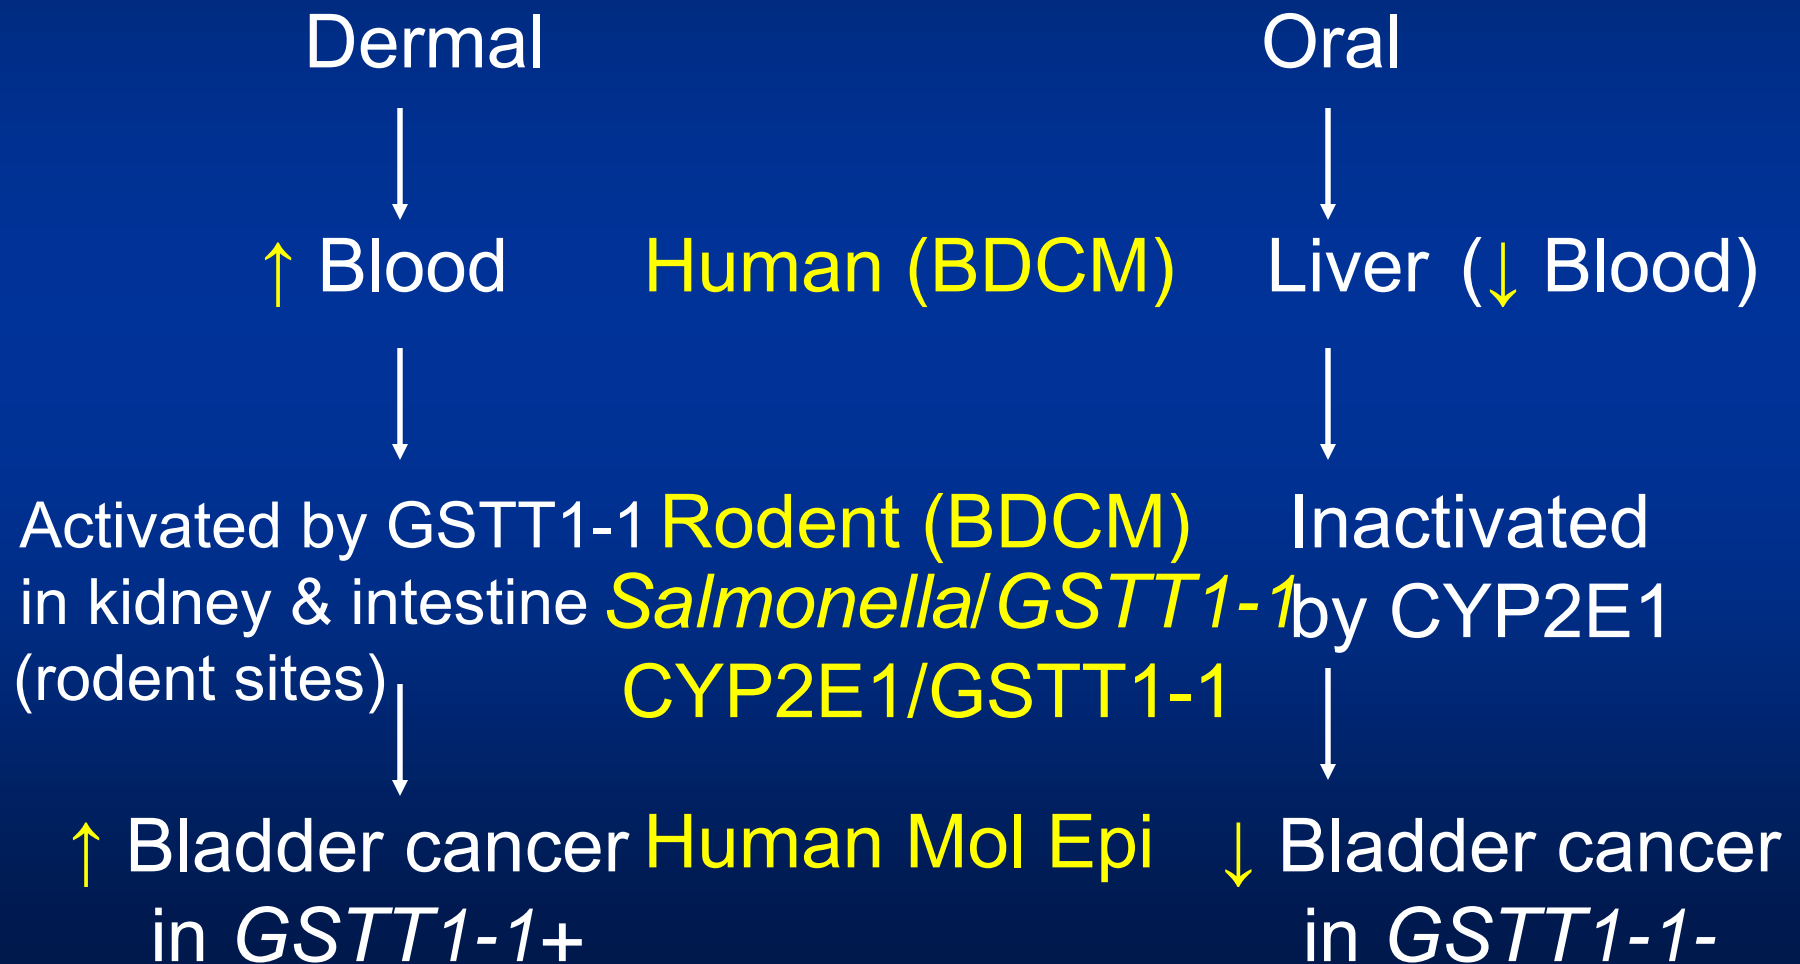 Dermal Oral
↑ Blood Human (BDCM) Liver (↓ Blood)
Activated by GSTT1-1 Rodent (BDCM) Inactivated
in kidney & intestine Salmonella/GSTT1-1 by CYP2E1
(rodent sites) CYP2E1/GSTT1-1
↑ Bladder cancer Human Mol Epi ↓ Bladder cancer
in GSTT1-1+ in GSTT1-1-